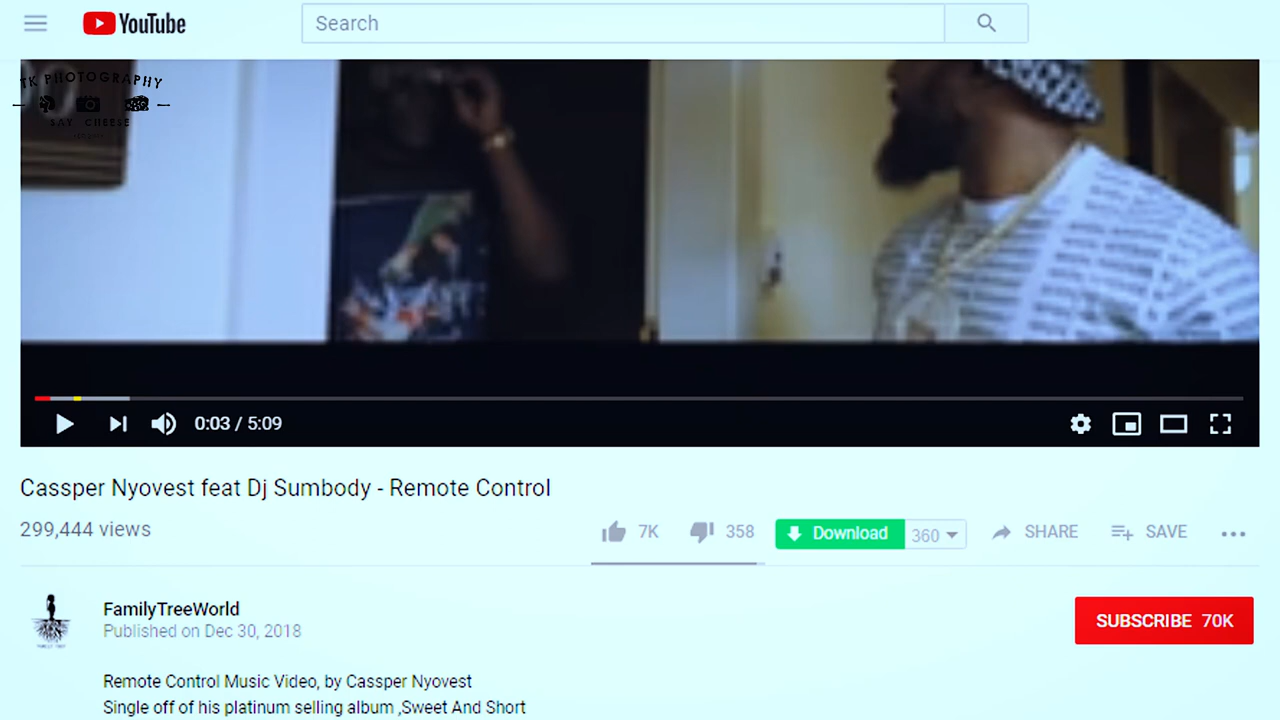 YouTube
Search
TK PHOTOGRAPHY
SAY CHEESE
0:03 / 5:09
Cassper Nyovest feat Dj Sumbody - Remote Control
299,444 views
7K 358 Download 360 SHARE SAVE
FamilyTreeWorld
Published on Dec 30, 2018
SUBSCRIBE 70K
Remote Control Music Video, by Cassper Nyovest
Single off of his platinum selling album ,Sweet And Short